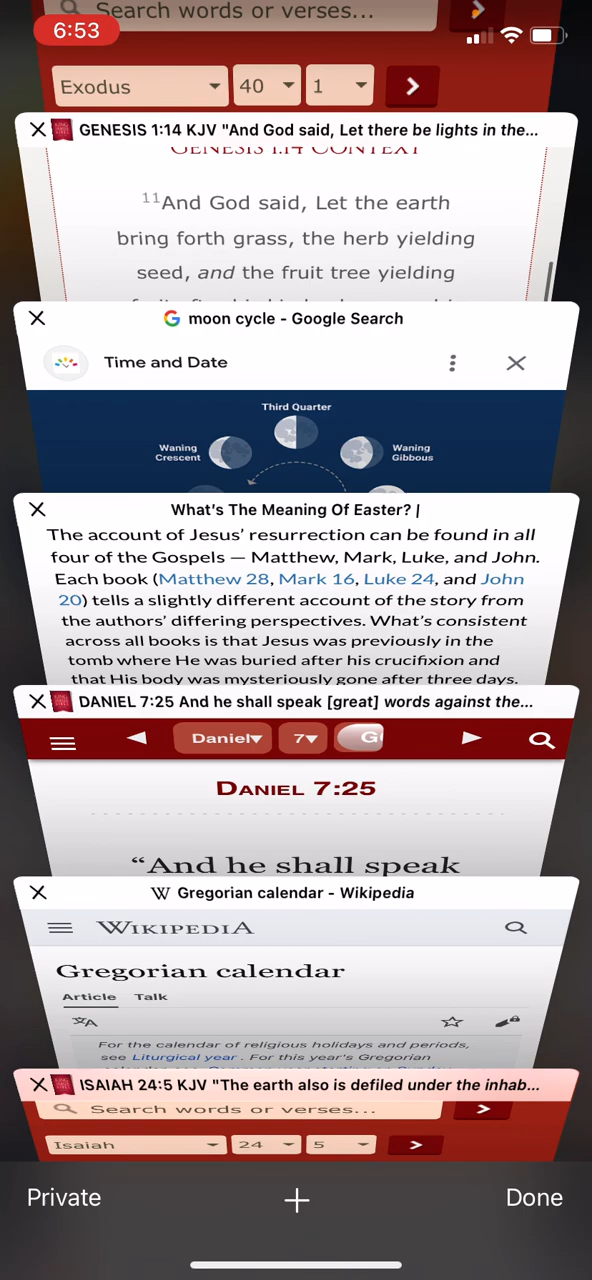 Search words or verses...
6:53
Exodus 40 1
GENESIS 1:14 KJV "And God said, Let there be lights in the...
GENESIS 1:14 CONTEXT
11And God said, Let the earth
bring forth grass, the herb yielding
seed, and the fruit tree yielding
moon cycle - Google Search
Time and Date
Third Quarter
Waning
Crescent
Waning
Gibbous
What's The Meaning Of Easter? |
The account of Jesus' resurrection can be found in all
four of the Gospels — Matthew, Mark, Luke, and John.
Each book (Matthew 28, Mark 16, Luke 24, and John
20) tells a slightly different account of the story from
the authors' differing perspectives. What's consistent
across all books is that Jesus was previously in the
tomb where He was buried after his crucifixion and
that His body was mysteriously gone after three days.
DANIEL 7:25 And he shall speak [great] words against the...
Daniel 7 G
DANIEL 7:25
"And he shall speak
W Gregorian calendar - Wikipedia
WIKIPEDIA
Gregorian calendar
Article Talk
For the calendar of religious holidays and periods,
see Liturgical year . For this year's Gregorian
ISAIAH 24:5 KJV "The earth also is defiled under the inhab...
Search words or verses...
Isaiah 24 5
Private
Done